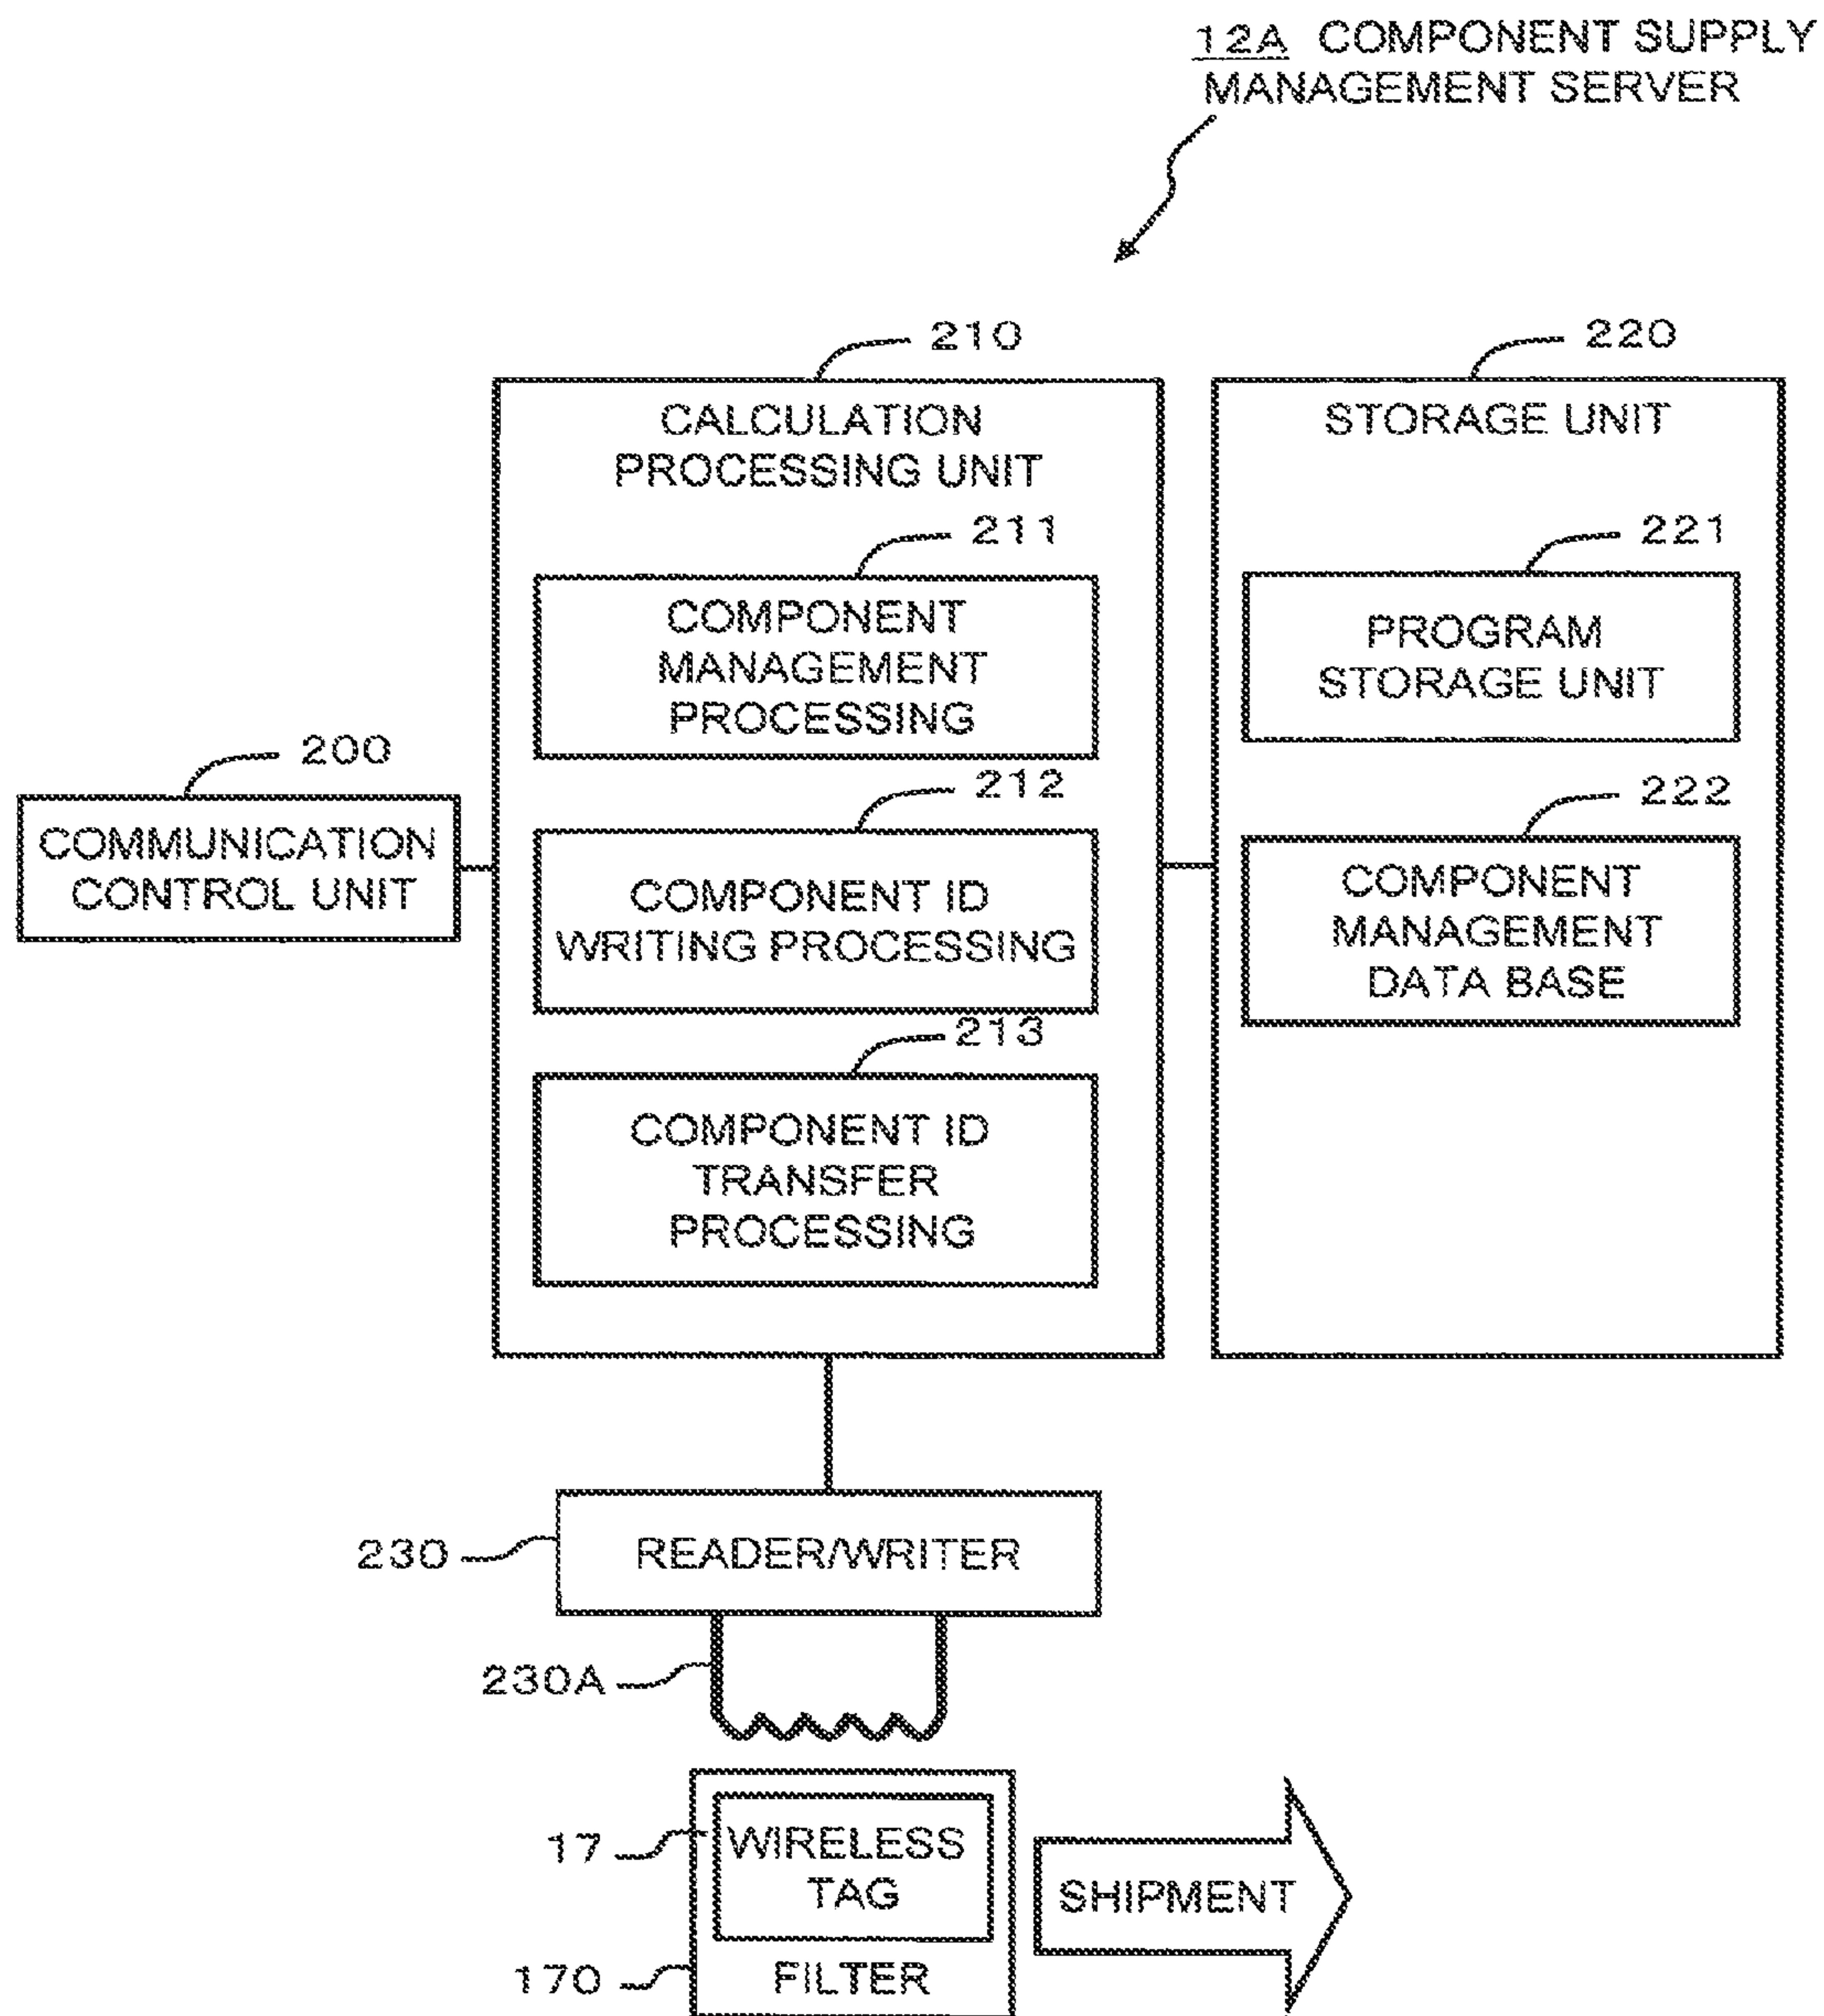 12A COMPONENT SUPPLY
MANAGEMENT SERVER
210
220
CALCULATION
PROCESSING UNIT
STORAGE UNIT
211
221
COMPONENT
MANAGEMENT
PROCESSING
PROGRAM
STORAGE UNIT
200
212
222
COMMUNICATION
CONTROL UNIT
COMPONENT ID
WRITING PROCESSING
COMPONENT
MANAGEMENT
DATA BASE
213
COMPONENT ID
TRANSFER
PROCESSING
230
READER/WRITER
230A
17
WIRELESS
TAG
SHIPMENT
170
FILTER